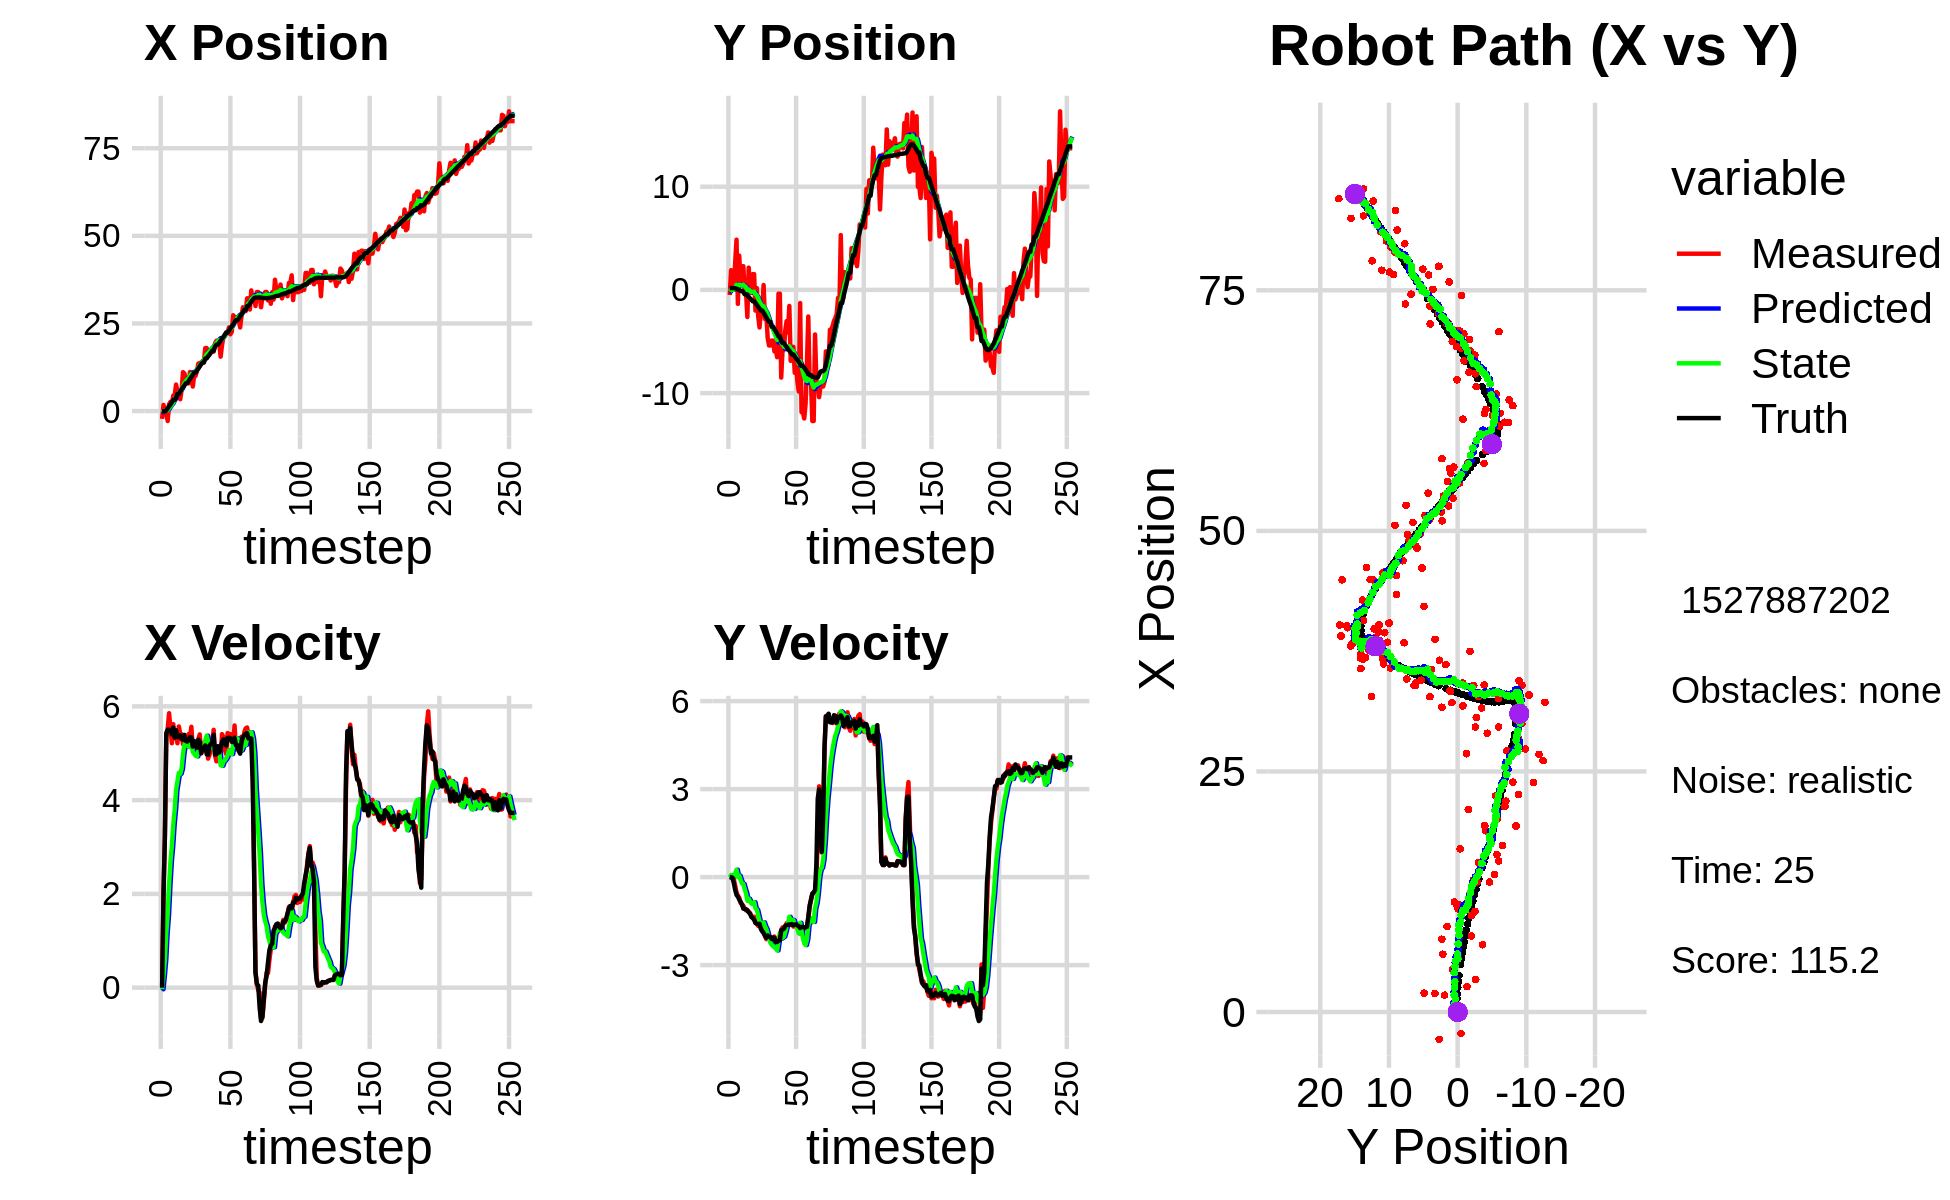 X Position
75
50
25
0
0
50
100
150
200
250
timestep
Y Position
10
0
-10
0
50
100
150
200
250
timestep
X Velocity
6
4
2
0
0
50
100
150
200
250
timestep
Y Velocity
6
3
0
-3
0
50
100
150
200
250
timestep
Robot Path (X vs Y)
X Position
75
50
25
0
20 10 0 -10 -20
Y Position
variable
Measured
Predicted
State
Truth
1527887202
Obstacles: none
Noise: realistic
Time: 25
Score: 115.2